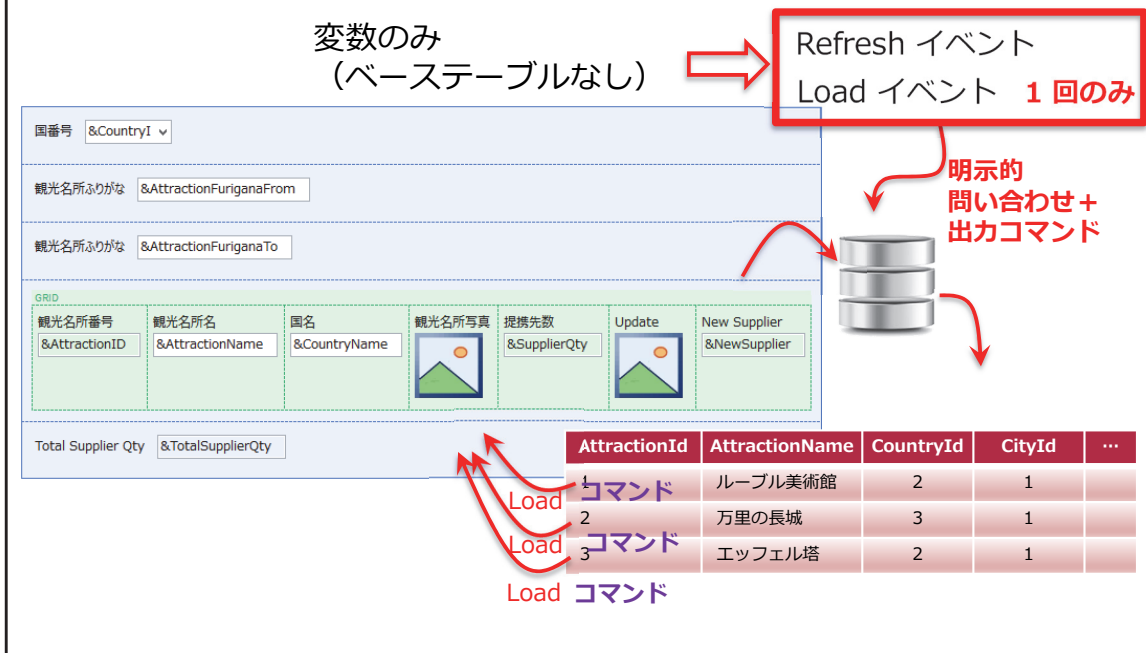 変数のみ
（ベーステーブルなし）
Refresh イベント
Load イベント 1 回のみ
国番号 &CountryI
観光名所ふりがな &AttractionFuriganaFrom
観光名所ふりがな &AttractionFuriganaTo
明示的
問い合わせ＋
出力コマンド
GRID
観光名所番号 観光名所名 国名 観光名所写真 提携先数 Update New Supplier
&AttractionID &AttractionName &CountryName &SupplierQty &NewSupplier
Total Supplier Qty &TotalSupplierQty
AttractionId AttractionName CountryId CityId ...
1 ルーブル美術館 2 1
Load コマンド
2 万里の長城 3 1
Load コマンド
3 エッフェル塔 2 1
Load コマンド